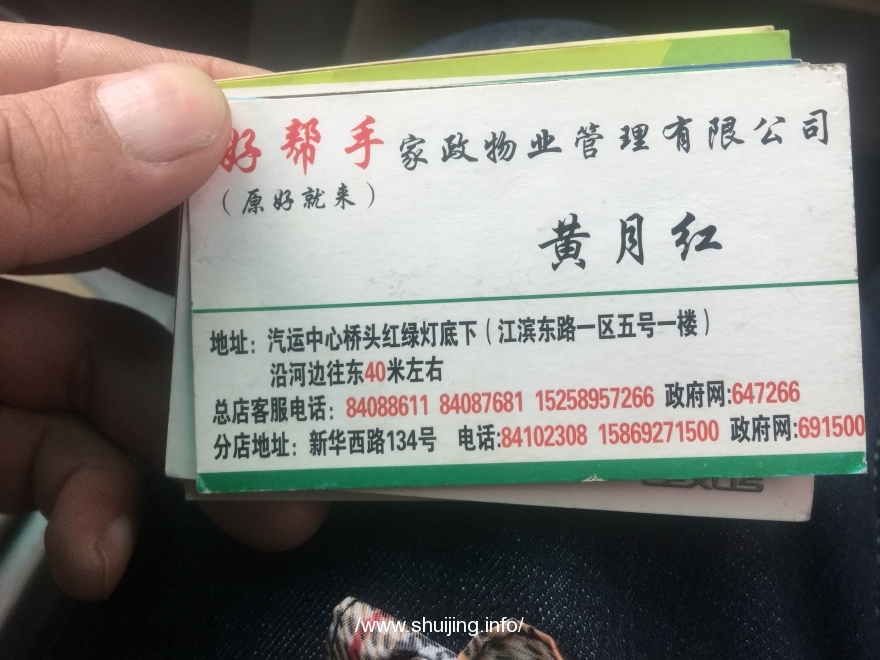 好帮手家政物业管理有限公司
（原好就来）
黄月红
地址：汽运中心桥头红绿灯底下（江滨东路一区五号一楼）
沿河边往东40米左右
总店客服电话：84088611 84087681 15258957266 政府网:647266
分店地址：新华西路134号 电话:84102308 15869271500 政府网:691500
/www.shuijing.info/